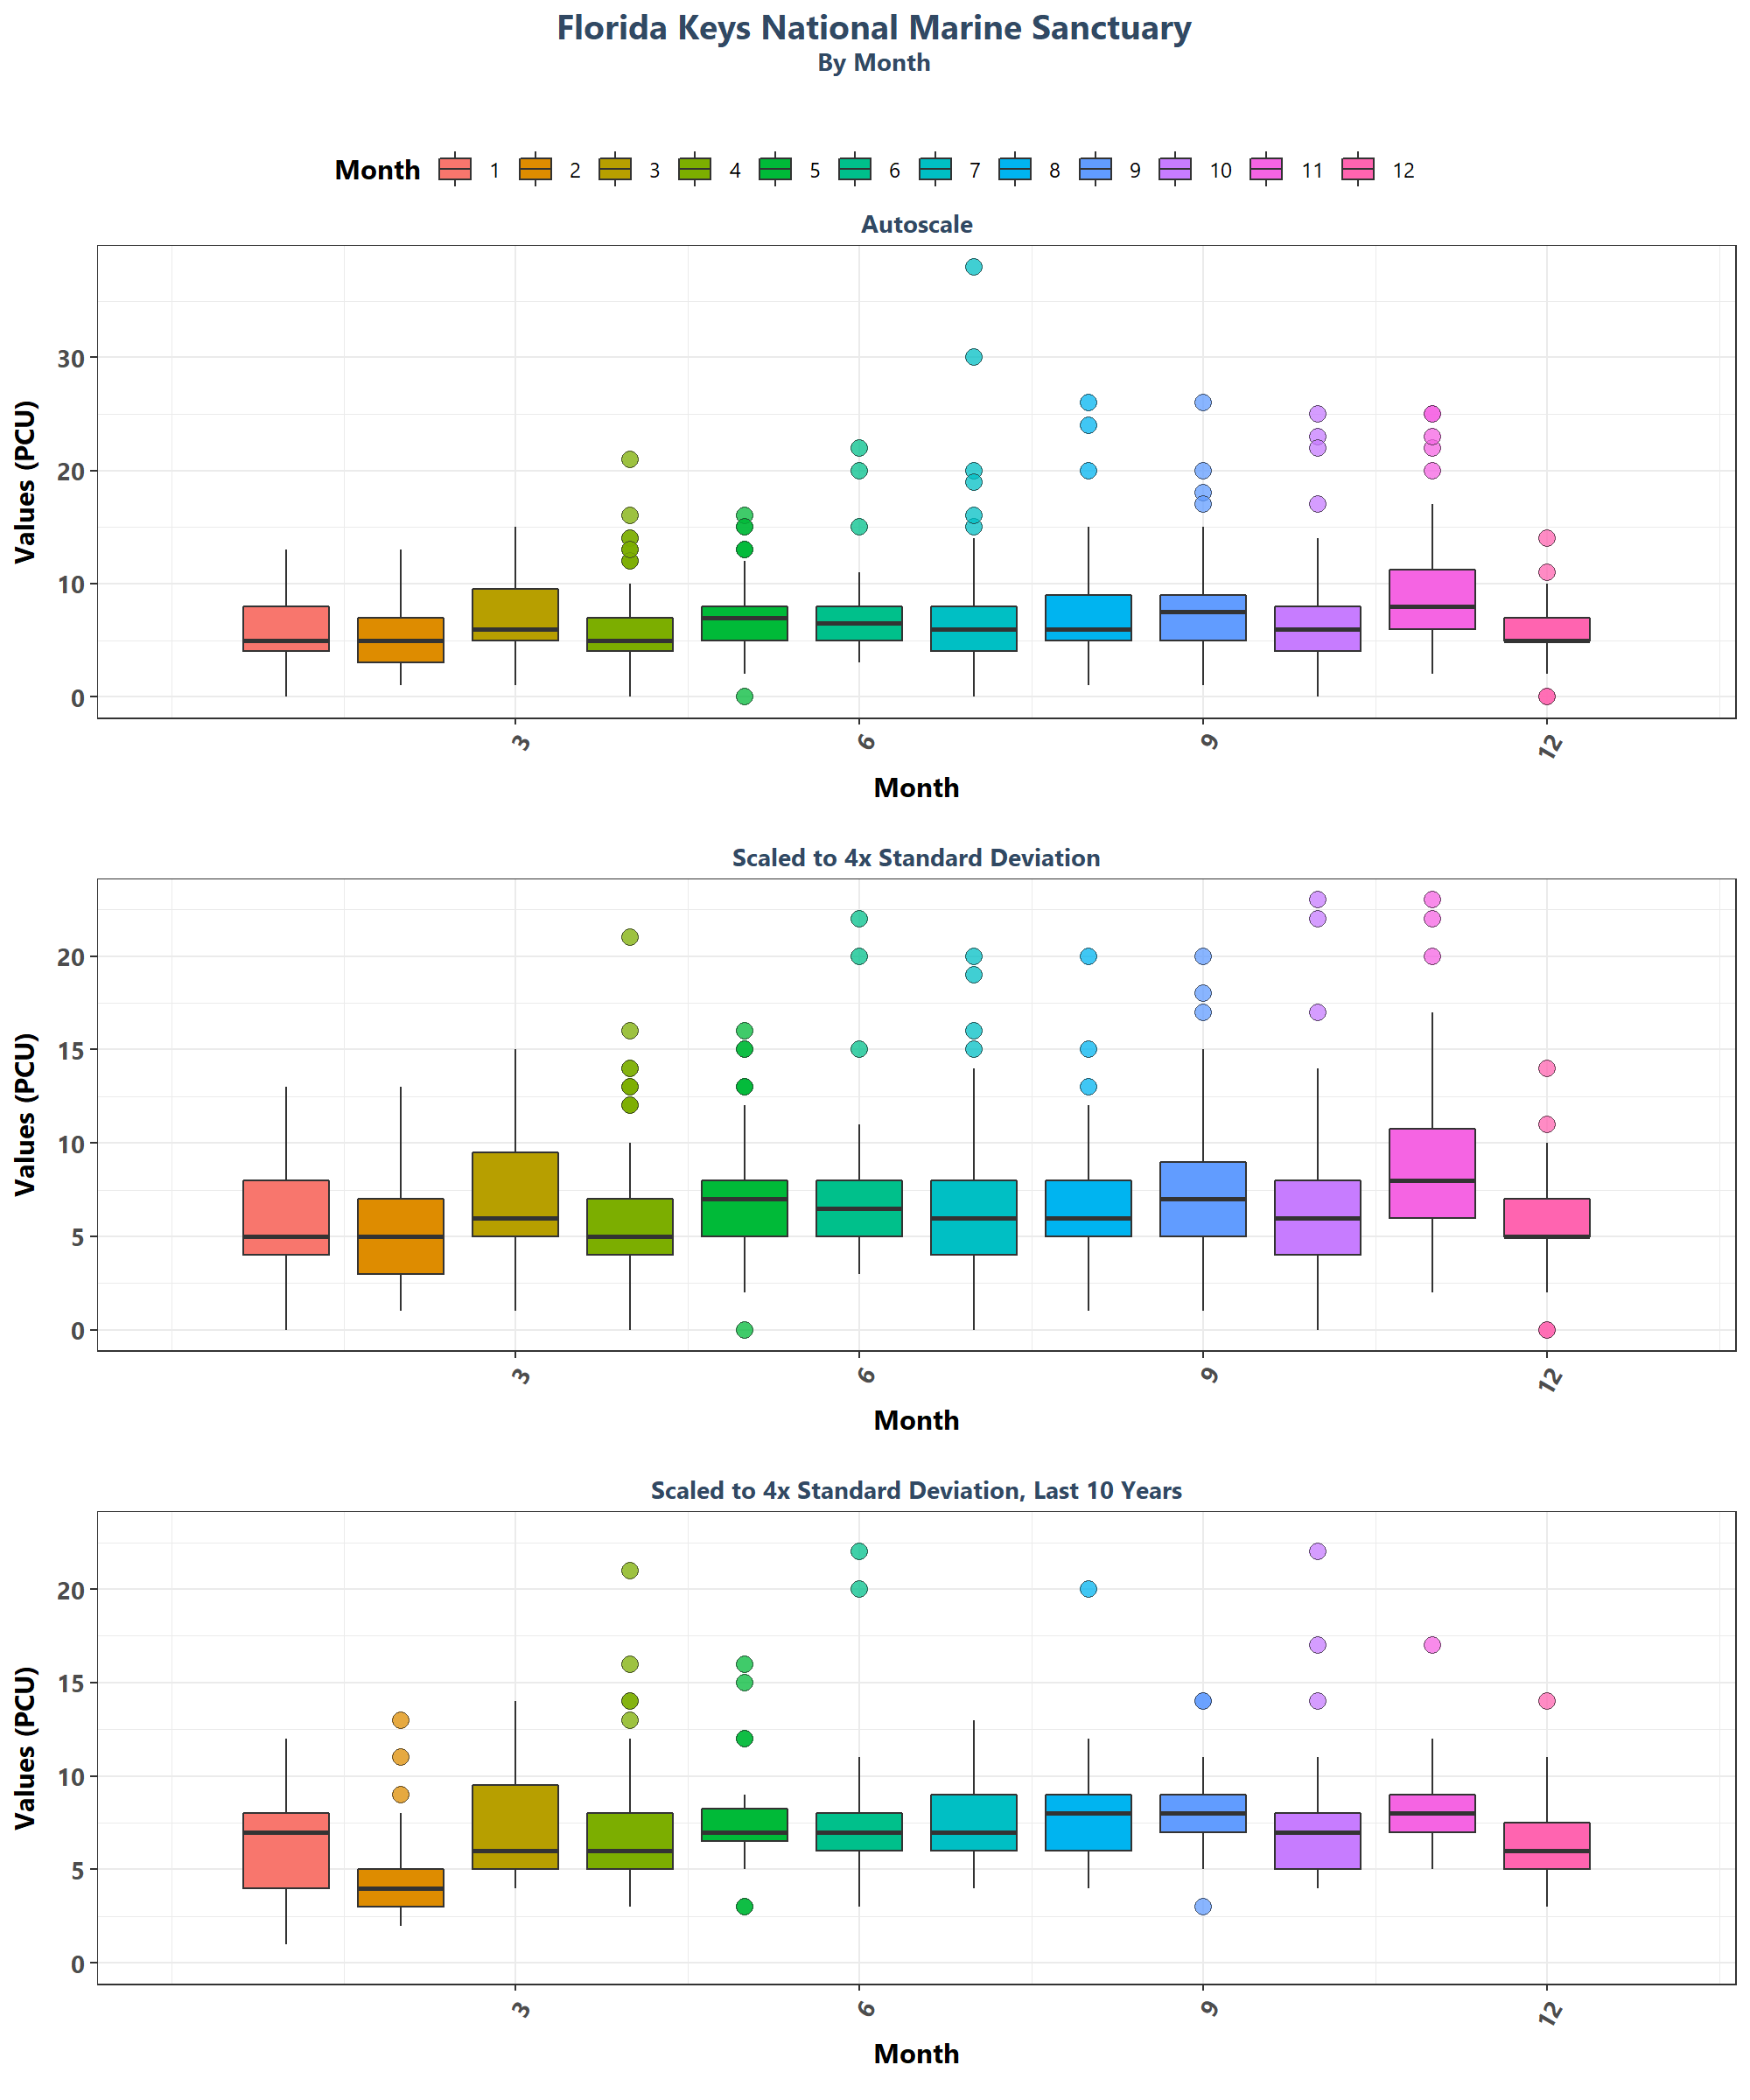 Florida Keys National Marine Sanctuary
By Month
Month 1 2 3 4 5 6 7 8 9 10 11 12
Autoscale
Values (PCU)
30
20
10
0
3 6 9 12
Month
Scaled to 4x Standard Deviation
Values (PCU)
20
15
10
5
0
3 6 9 12
Month
Scaled to 4x Standard Deviation, Last 10 Years
Values (PCU)
20
15
10
5
0
3 6 9 12
Month